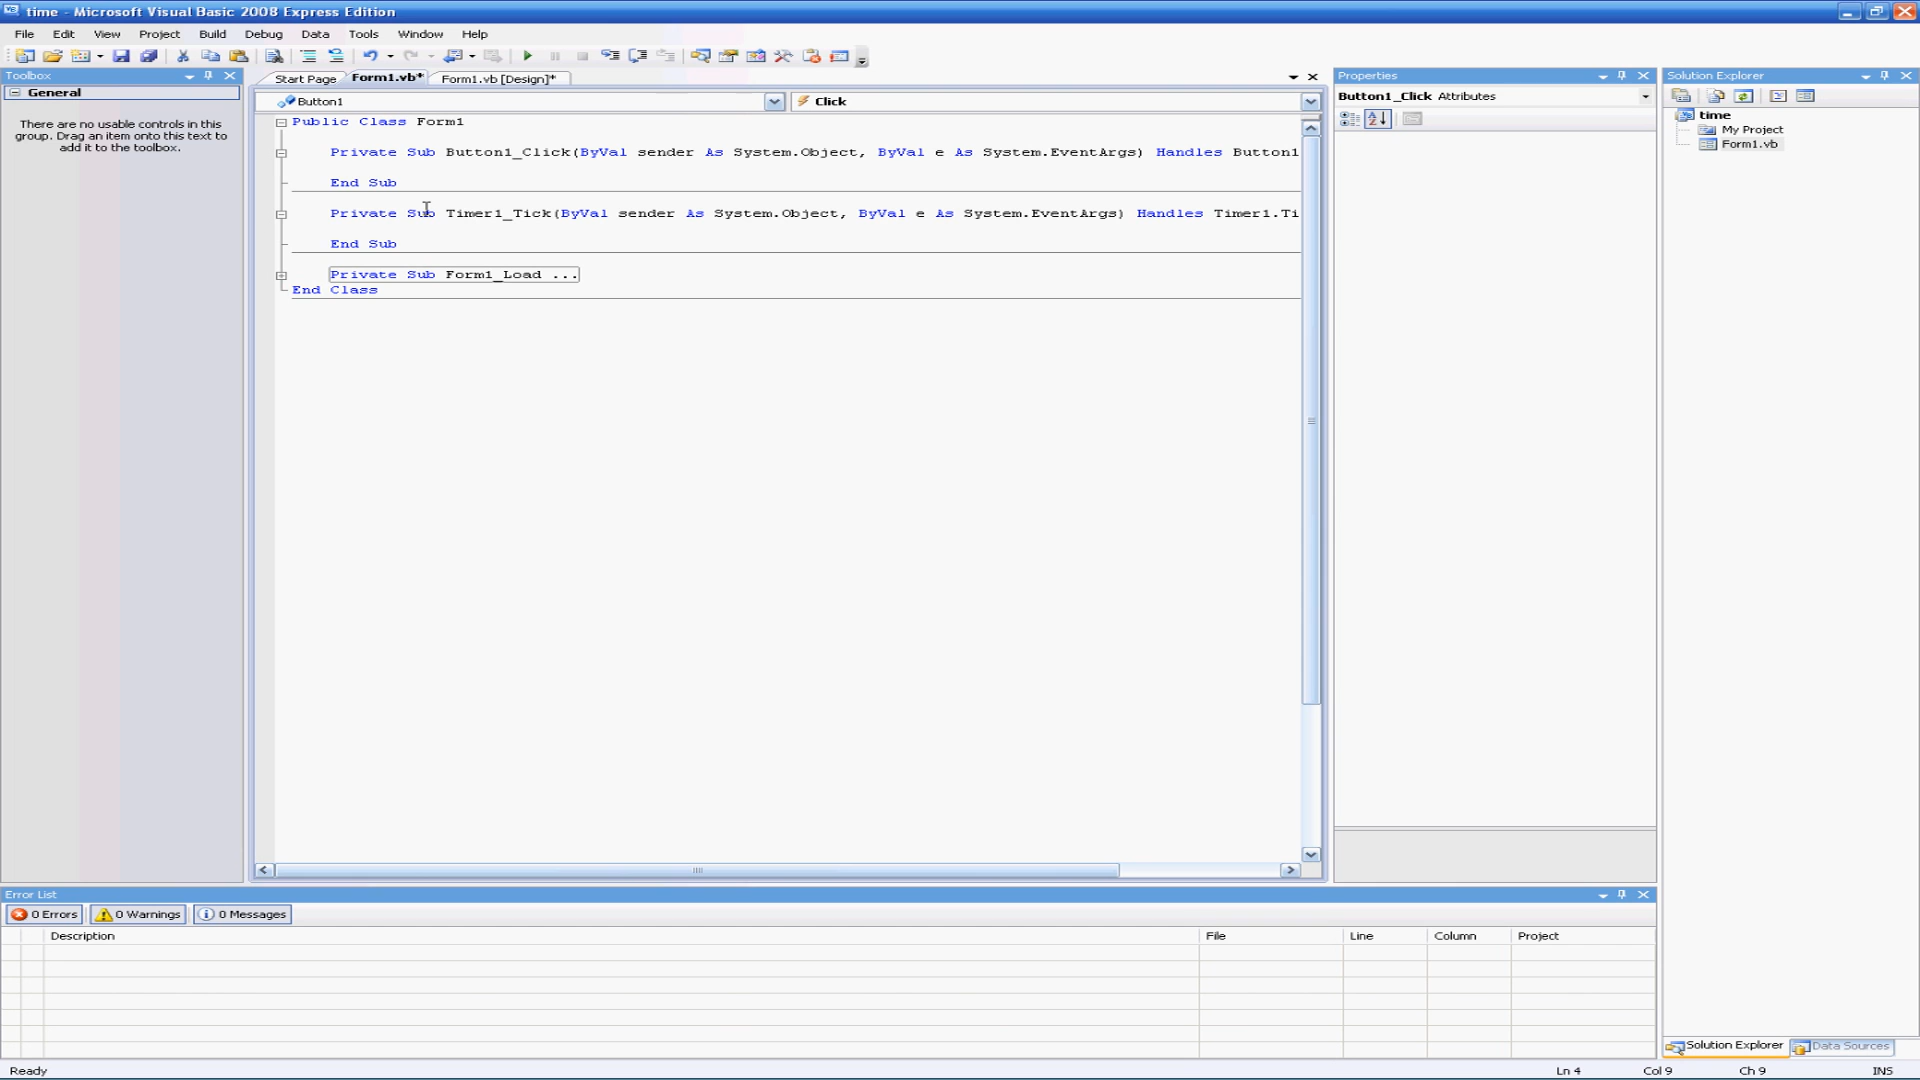 time - Microsoft Visual Basic 2008 Express Edition
File Edit View Project Build Debug Data Tools Window Help
Toolbox
General
There are no usable controls in this
group. Drag an item onto this text to
add it to the toolbox.
Start Page Form1.vb* Form1.vb [Design]*
Button1 Click
Public Class Form1
Private Sub Button1_Click(ByVal sender As System.Object, ByVal e As System.EventArgs) Handles Button1
End Sub
Private Sub Timer1_Tick(ByVal sender As System.Object, ByVal e As System.EventArgs) Handles Timer1.Ti
End Sub
Private Sub Form1_Load ...
End Class
Properties
Button1_Click Attributes
Solution Explorer
time
My Project
Form1.vb
Error List
0 Errors 0 Warnings 0 Messages
Description File Line Column Project
Solution Explorer Data Sources
Ready Ln 4 Col 9 Ch 9 INS